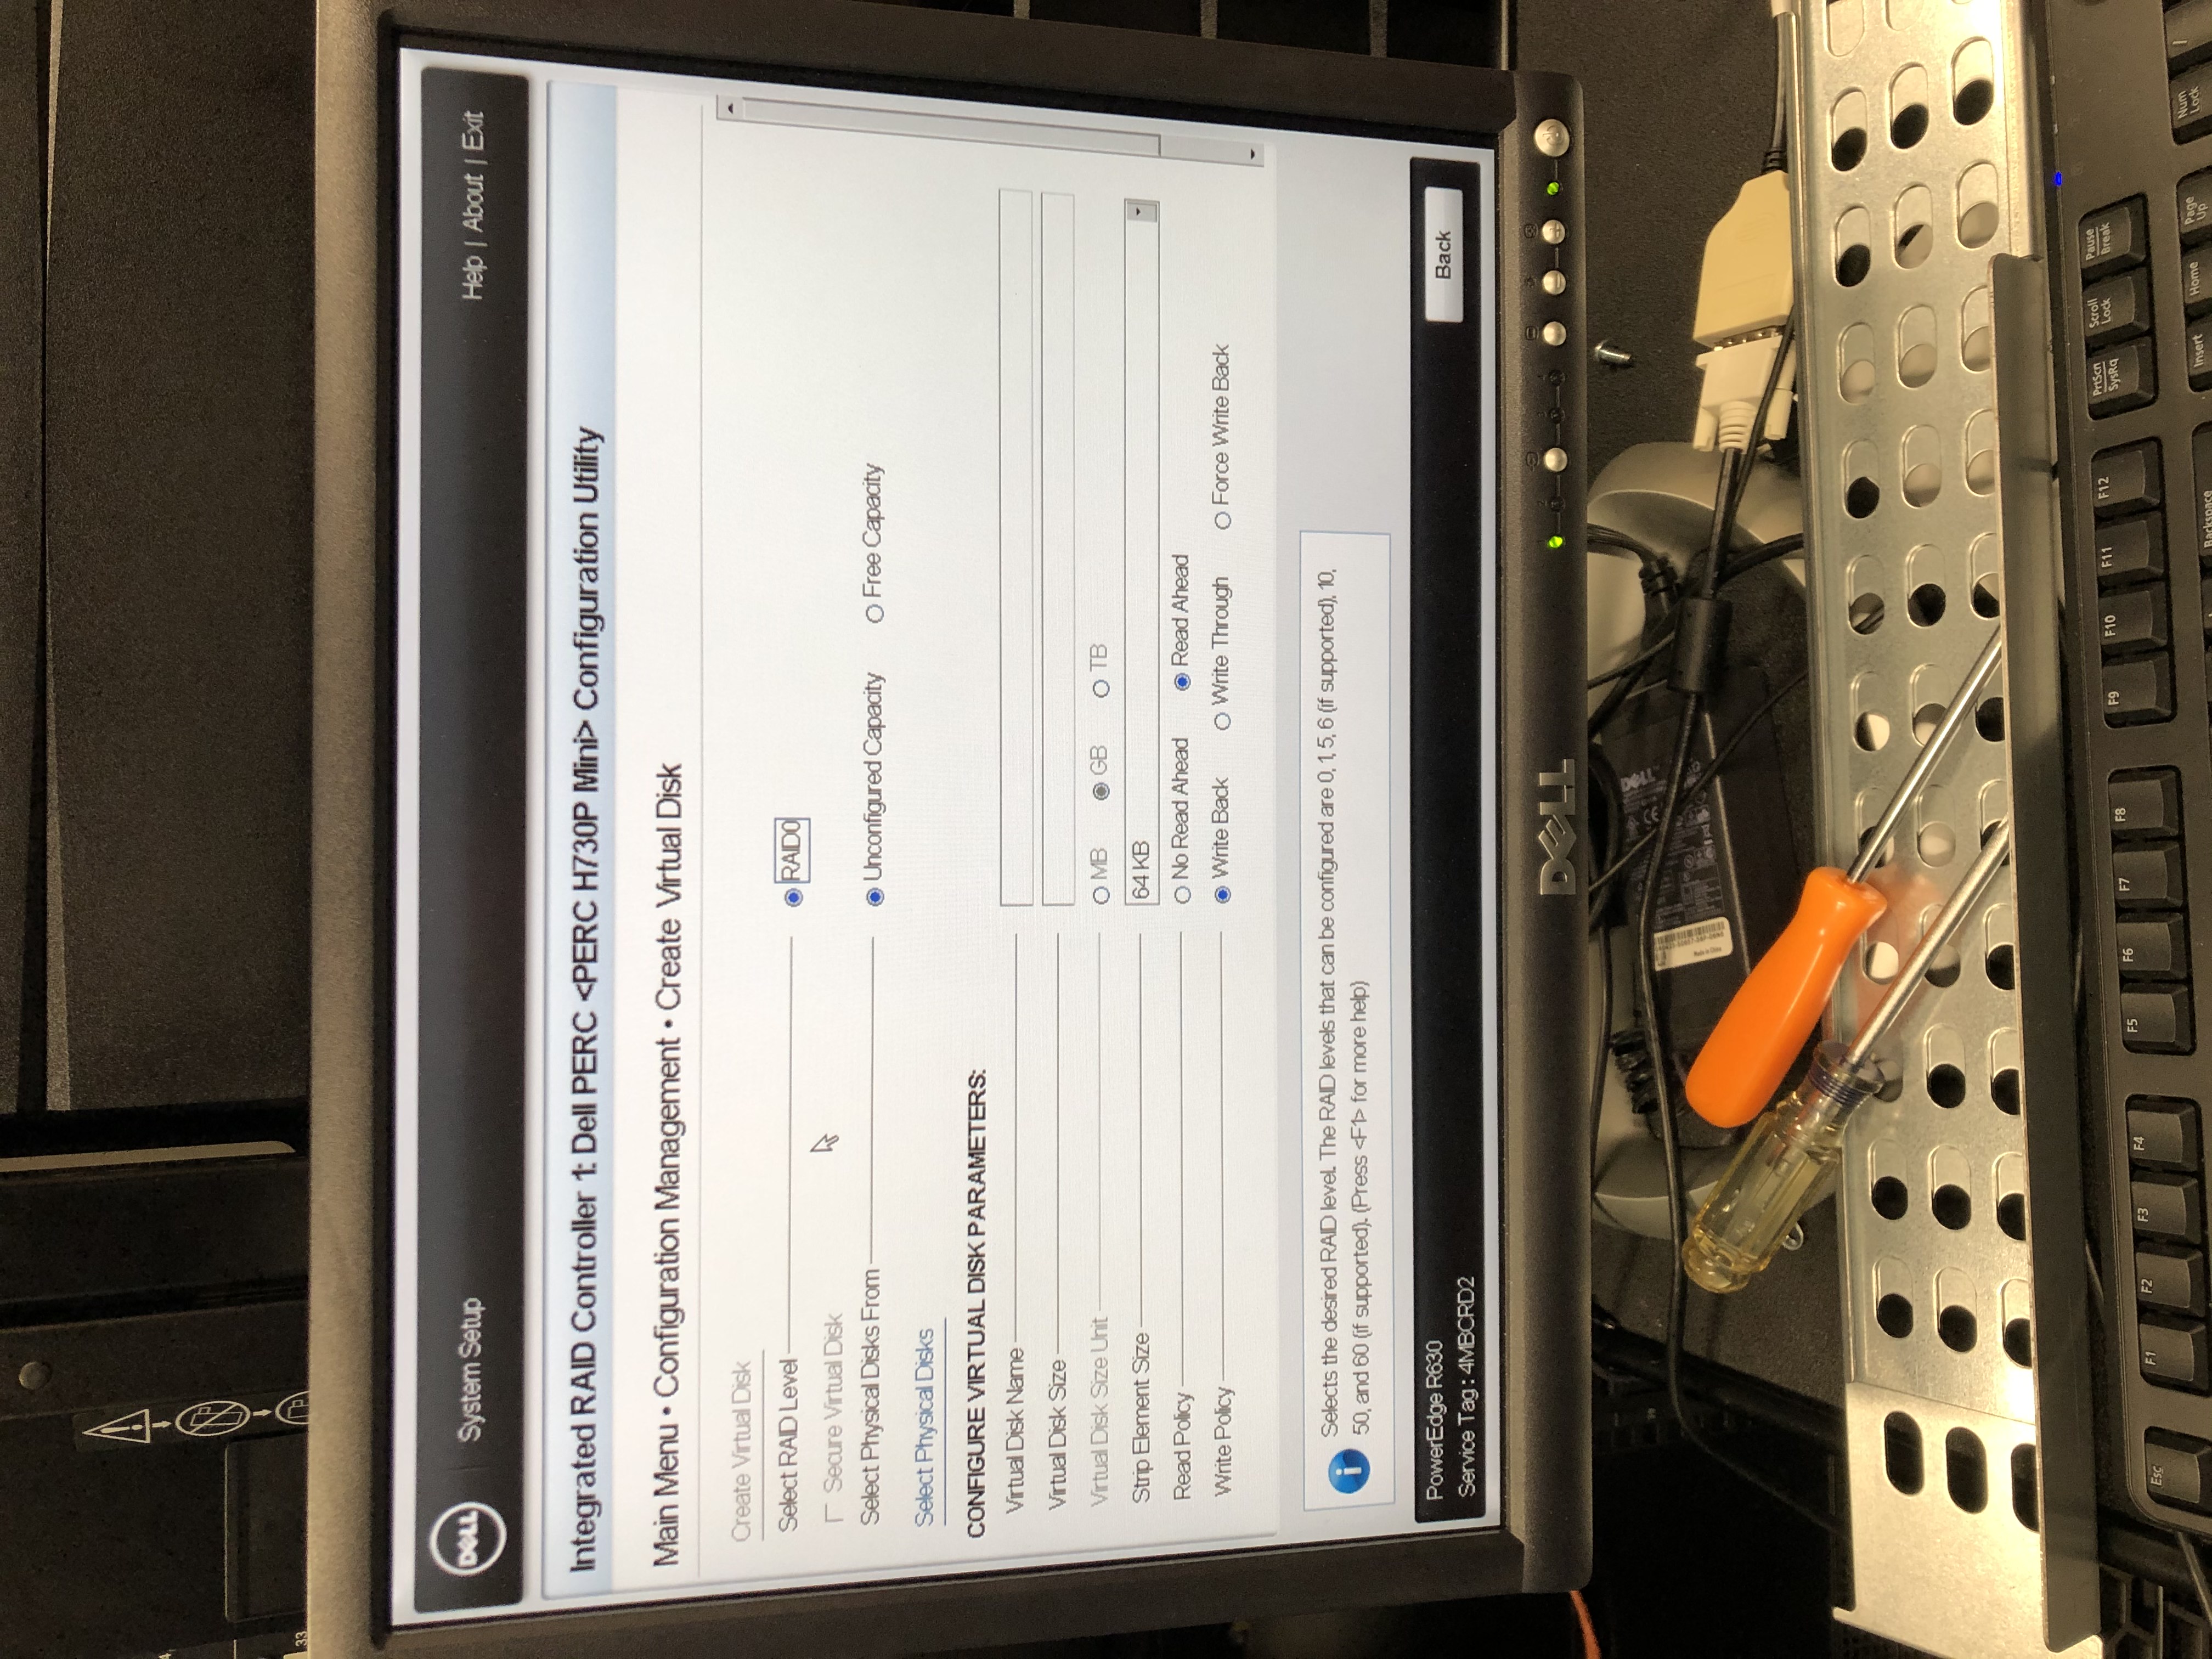 33
DELL
System Setup
Help | About | Exit
Integrated RAID Controller 1: Dell PERC <PERC H730P Mini> Configuration Utility
Main Menu • Configuration Management • Create Virtual Disk
Create Virtual Disk
Select RAID Level
RAID0
Secure Virtual Disk
Select Physical Disks From
Unconfigured Capacity
Free Capacity
Select Physical Disks
CONFIGURE VIRTUAL DISK PARAMETERS:
Virtual Disk Name
Virtual Disk Size
Virtual Disk Size Unit
MB GB TB
Strip Element Size
64 KB
Read Policy
No Read Ahead
Read Ahead
Write Policy
Write Back
Write Through
Force Write Back
Selects the desired RAID level. The RAID levels that can be configured are 0, 1, 5, 6 (if supported), 10,
50, and 60 (if supported). (Press <F1> for more help)
PowerEdge R630
Service Tag : 4MBCRD2
Back
DELL
DELL
Esc F1 F2 F3 F4 F5 F6 F7 F8 F9 F10 F11 F12
PrtScn
SysRq
Scroll
Lock
Pause
Break
Backspace
Insert
Home
Page
Up
Num
Lock
/